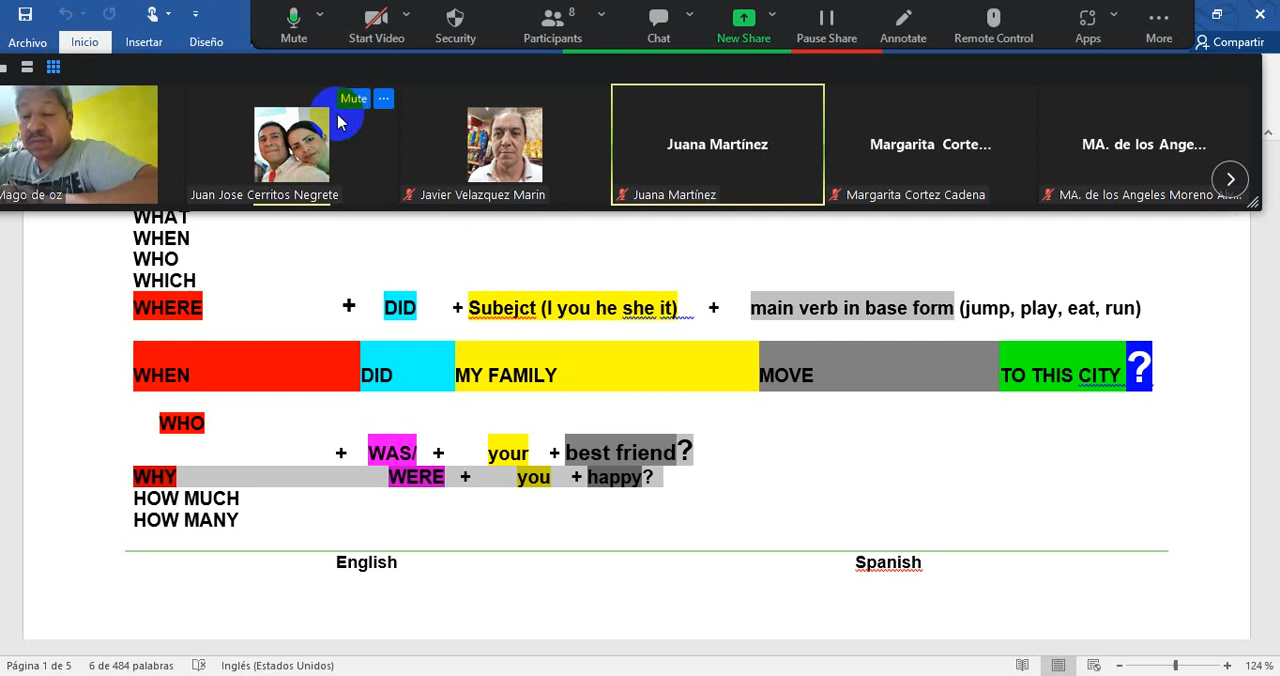 Archivo Inicio Insertar Diseño
Mute Start Video Security Participants 8 Chat New Share Pause Share Annotate Remote Control Apps More
Compartir
Mute ...
Juana Martínez Margarita Corte... MA. de los Ange...
Mago de oz Juan Jose Cerritos Negrete Javier Velazquez Marin Juana Martínez Margarita Cortez Cadena MA. de los Angeles Moreno Alv...
WHAT
WHEN
WHO
WHICH
WHERE + DID + Subejct (I you he she it) + main verb in base form (jump, play, eat, run)
WHEN DID MY FAMILY MOVE TO THIS CITY ?
WHO
+ WAS/ + your + best friend?
WHY WERE + you + happy?
HOW MUCH
HOW MANY
English Spanish
Página 1 de 5 6 de 484 palabras Inglés (Estados Unidos) 124 %